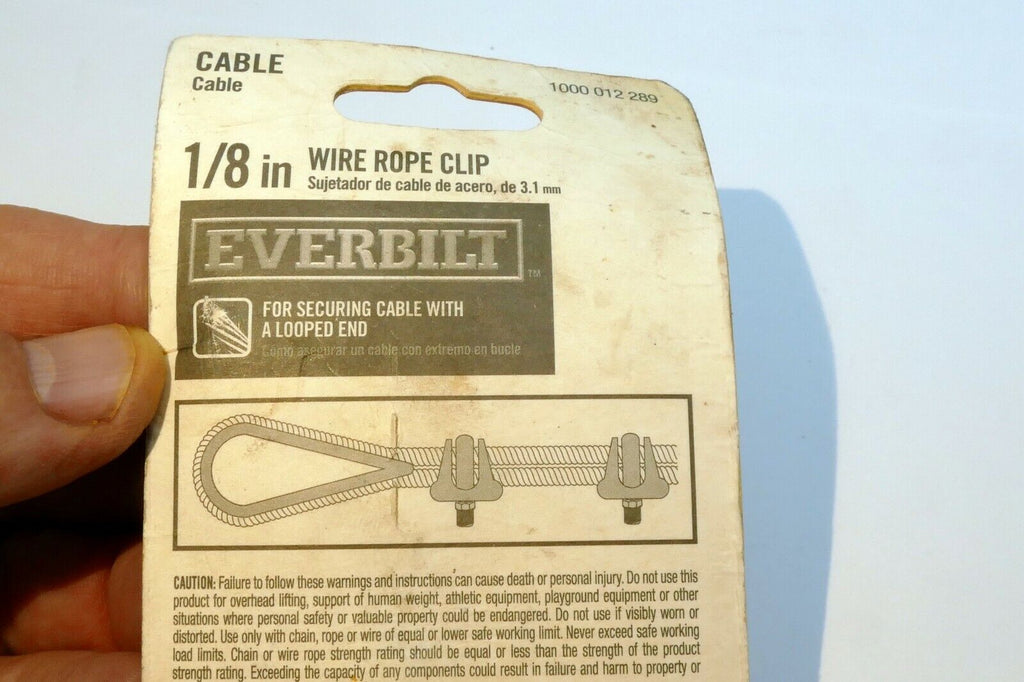 CABLE
Cable
1000 012 289
1/8 in WIRE ROPE CLIP
Sujetador de cable de acero, de 3.1 mm
EVERBILT™
FOR SECURING CABLE WITH
A LOOPED END
Cómo asegurar un cable con extremo en bucle
CAUTION: Failure to follow these warnings and instructions can cause death or personal injury. Do not use this
product for overhead lifting, support of human weight, athletic equipment, playground equipment or other
situations where personal safety or valuable property could be endangered. Do not use if visibly worn or
distorted. Use only with chain, rope or wire of equal or lower safe working limit. Never exceed safe working
load limits. Chain or wire rope strength rating should be equal or less than the strength of the product
strength rating. Exceeding the capacity of any components could result in failure and harm to property or